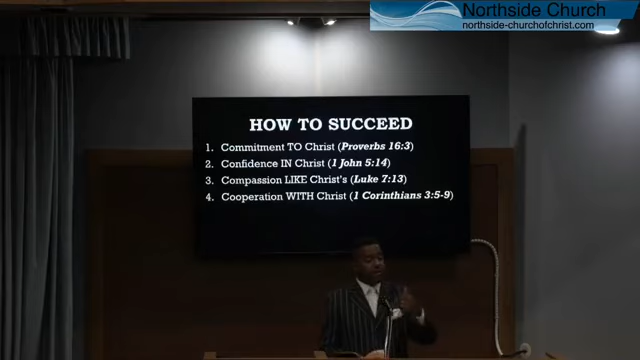 Northside Church
northside-churchofchrist.com
HOW TO SUCCEED
1. Commitment TO Christ (Proverbs 16:3)
2. Confidence IN Christ (1 John 5:14)
3. Compassion LIKE Christ's (Luke 7:13)
4. Cooperation WITH Christ (1 Corinthians 3:5-9)